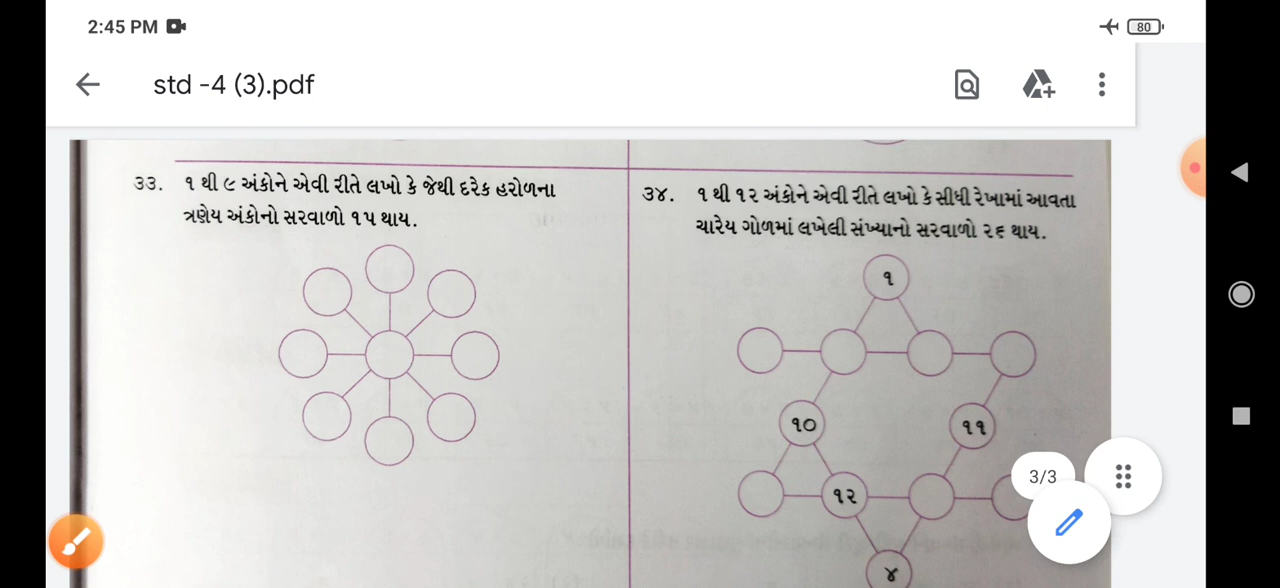 2:45 PM
80
std -4 (3).pdf
૩૩. ૧ થી ૯ અંકોને એવી રીતે લખો કે જેથી દરેક હરોળના
ત્રણેય અંકોનો સરવાળો ૧૫ થાય.
૩૪. ૧ થી ૧૨ અંકોને એવી રીતે લખો કે સીધી રેખામાં આવતા
ચારેય ગોળમાં લખેલી સંખ્યાનો સરવાળો ૨૬ થાય.
૧
૧૦
૧૧
૧૨
૪
3/3